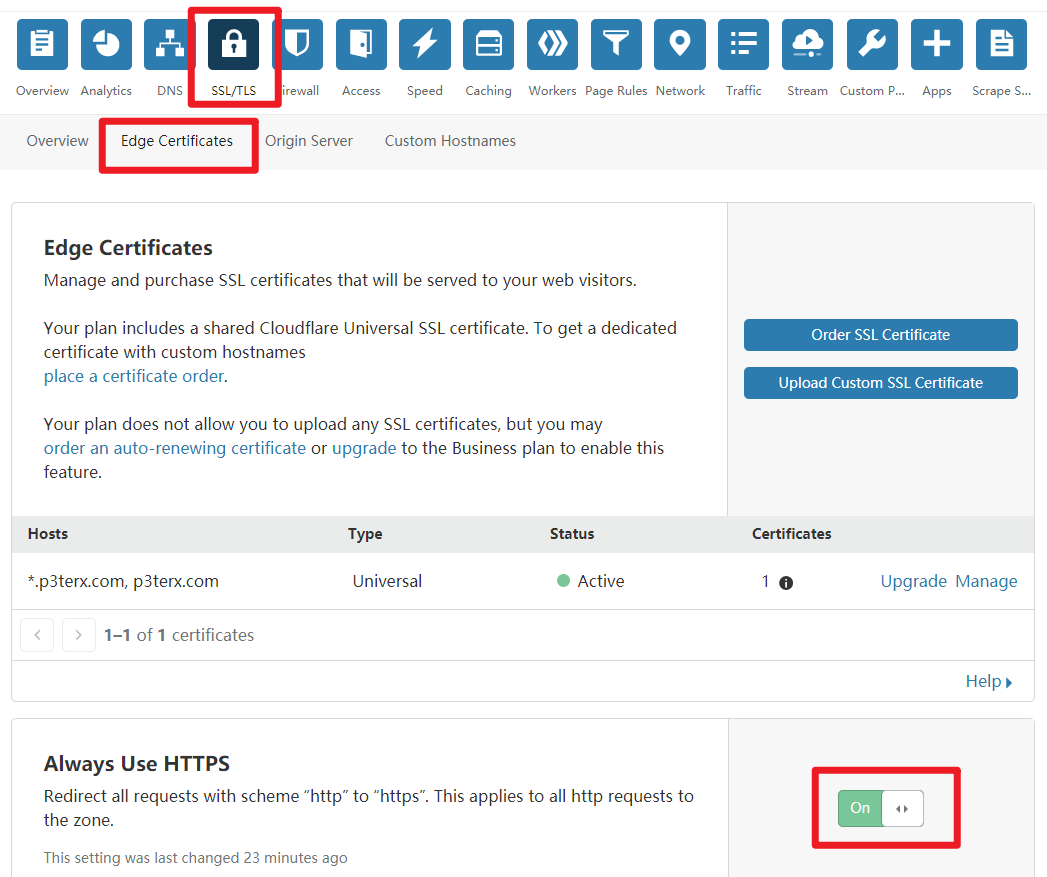 Overview Analytics DNS SSL/TLS irewall Access Speed Caching Workers Page Rules Network Traffic Stream Custom P... Apps Scrape S...
Overview Edge Certificates Origin Server Custom Hostnames
Edge Certificates
Manage and purchase SSL certificates that will be served to your web visitors.
Your plan includes a shared Cloudflare Universal SSL certificate. To get a dedicated
certificate with custom hostnames
place a certificate order.
Your plan does not allow you to upload any SSL certificates, but you may
order an auto-renewing certificate or upgrade to the Business plan to enable this
feature.
Order SSL Certificate
Upload Custom SSL Certificate
Hosts Type Status Certificates
*.p3terx.com, p3terx.com Universal Active 1 Upgrade Manage
1–1 of 1 certificates
Help
Always Use HTTPS
Redirect all requests with scheme “http” to “https”. This applies to all http requests to
the zone.
This setting was last changed 23 minutes ago
On